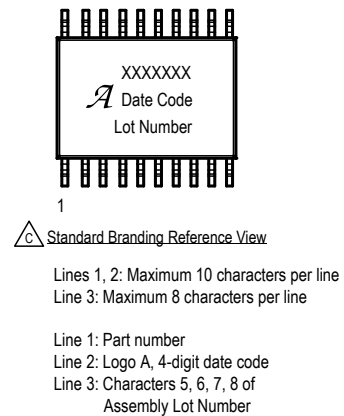 XXXXXXX
A Date Code
Lot Number
1
C Standard Branding Reference View
Lines 1, 2: Maximum 10 characters per line
Line 3: Maximum 8 characters per line
Line 1: Part number
Line 2: Logo A, 4-digit date code
Line 3: Characters 5, 6, 7, 8 of
Assembly Lot Number